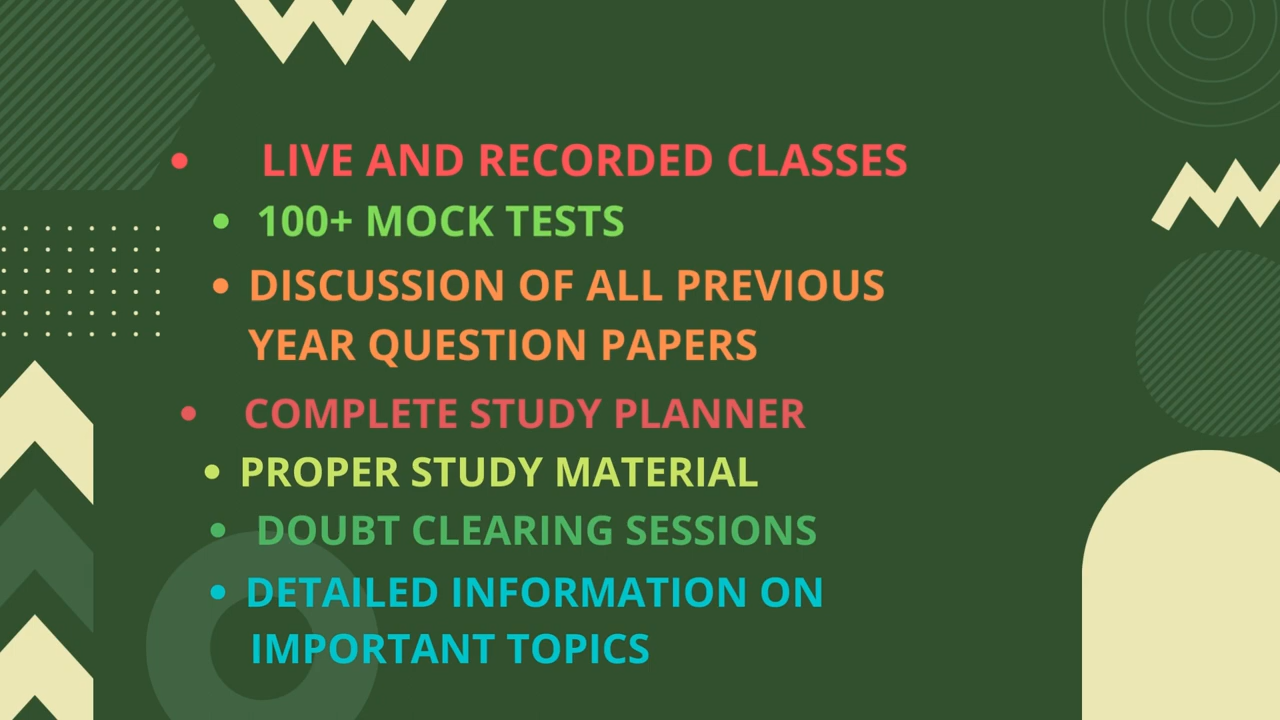 • LIVE AND RECORDED CLASSES
• 100+ MOCK TESTS
• DISCUSSION OF ALL PREVIOUS
YEAR QUESTION PAPERS
• COMPLETE STUDY PLANNER
• PROPER STUDY MATERIAL
• DOUBT CLEARING SESSIONS
• DETAILED INFORMATION ON
IMPORTANT TOPICS